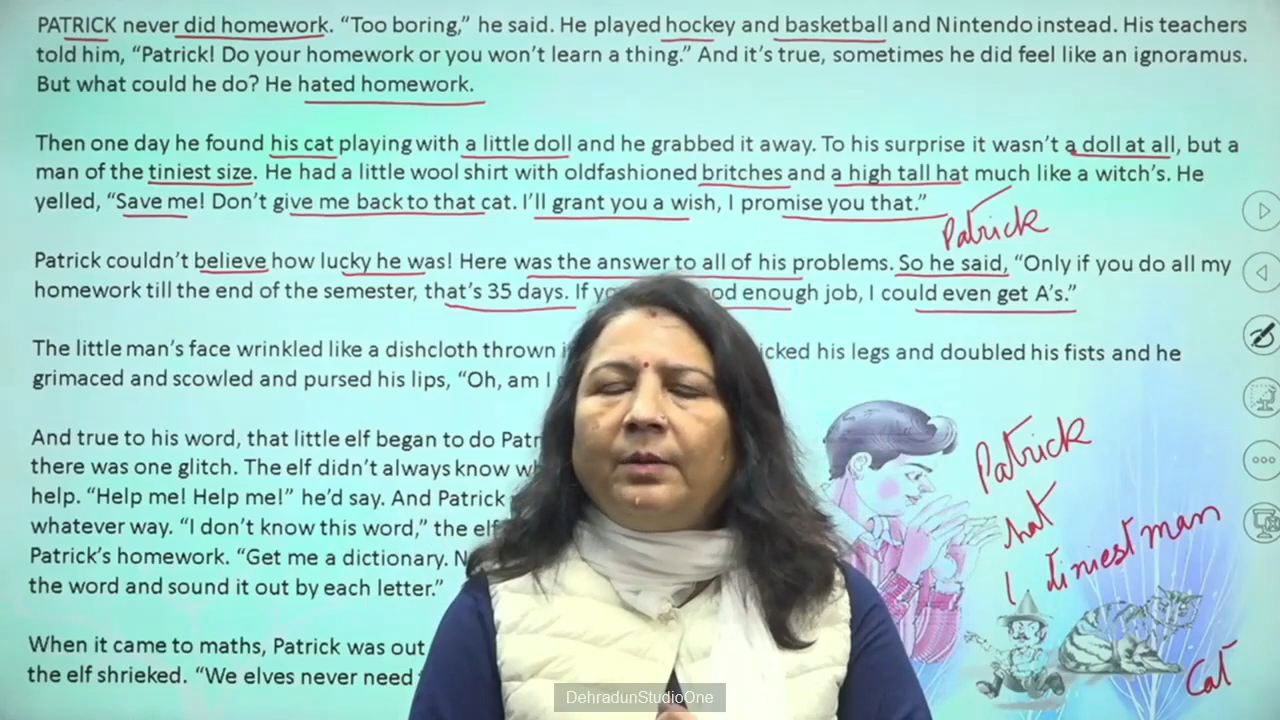 PATRICK never did homework. “Too boring,” he said. He played hockey and basketball and Nintendo instead. His teachers
told him, “Patrick! Do your homework or you won’t learn a thing.” And it’s true, sometimes he did feel like an ignoramus.
But what could he do? He hated homework.
Then one day he found his cat playing with a little doll and he grabbed it away. To his surprise it wasn’t a doll at all, but a
man of the tiniest size. He had a little wool shirt with oldfashioned britches and a high tall hat much like a witch’s. He
yelled, “Save me! Don’t give me back to that cat. I’ll grant you a wish, I promise you that.”
Patrick
Patrick couldn’t believe how lucky he was! Here was the answer to all of his problems. So he said, “Only if you do all my
homework till the end of the semester, that’s 35 days. If enough job, I could even get A’s.”
The little man’s face wrinkled like a dishcloth thrown his legs and doubled his fists and he
grimaced and scowled and pursed his lips, “Oh, am I
And true to his word, that little elf began to do
there was one glitch. The elf didn’t always know
help. “Help me! Help me!” he’d say. And Patrick
whatever way. “I don’t know this word,” the elf
Patrick’s homework. “Get me a dictionary.
the word and sound it out by each letter.”
When it came to maths, Patrick was out
the elf shrieked. “We elves never need
Patrick
hat
tiniest man
Cat
DehradunStudioOne